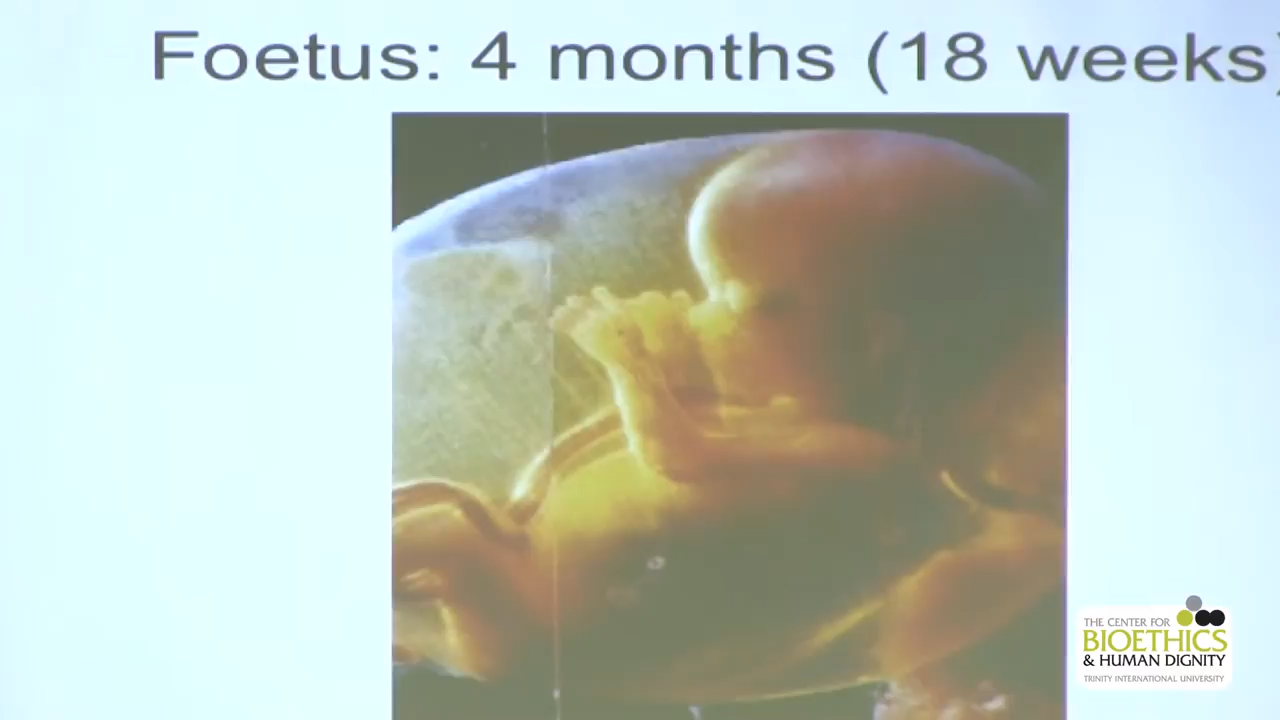 Foetus: 4 months (18 weeks)
THE CENTER FOR
BIOETHICS
& HUMAN DIGNITY
TRINITY INTERNATIONAL UNIVERSITY